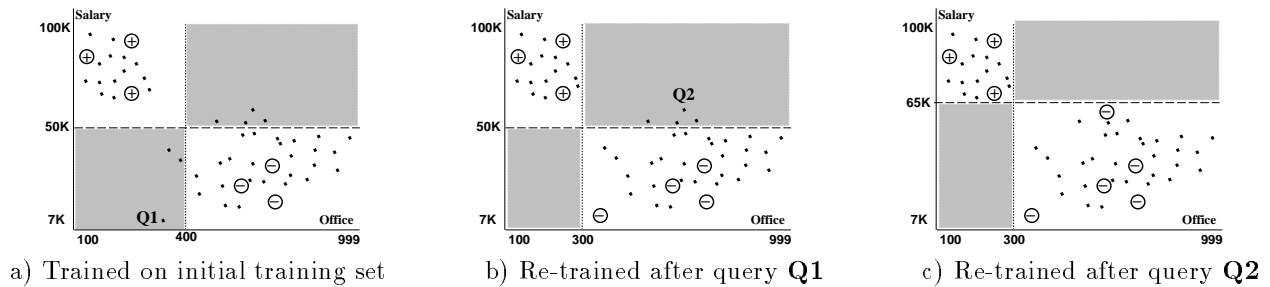 Salary
100K
50K
7K
Q1
Office
100
400
999
a) Trained on initial training set
Salary
100K
Q2
50K
7K
Office
100
300
999
b) Re-trained after query Q1
Salary
100K
65K
7K
Office
100
300
999
c) Re-trained after query Q2